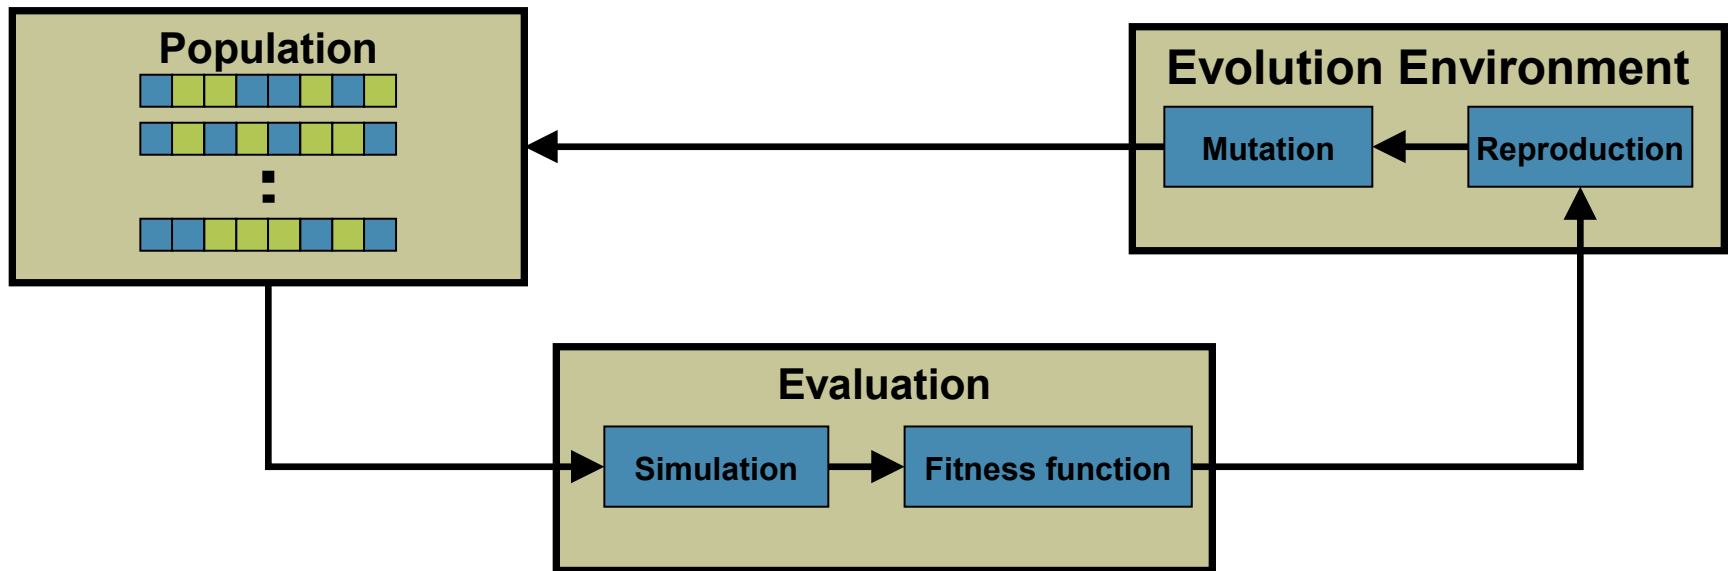 Population
Evolution Environment
Mutation
Reproduction
Evaluation
Simulation
Fitness function